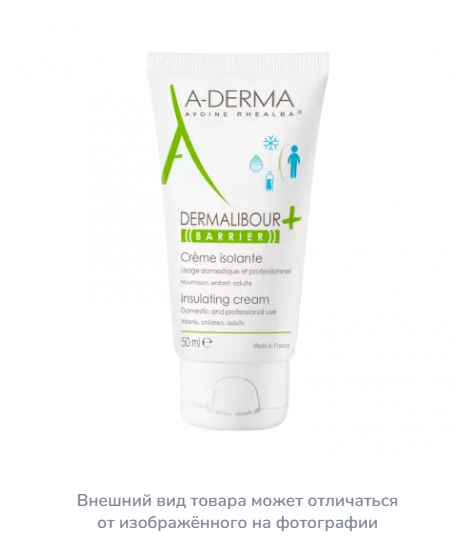 A-DERMA
AVOINE RHEALBA®
DERMALIBOUR+
((BARRIER))
Crème isolante
Usage domestique et professionnel
nourrisson, enfant, adulte
Insulating cream
Domestic and professional use
infants, children, adults
50 ml e
Made in France
Внешний вид товара может отличаться
от изображённого на фотографии